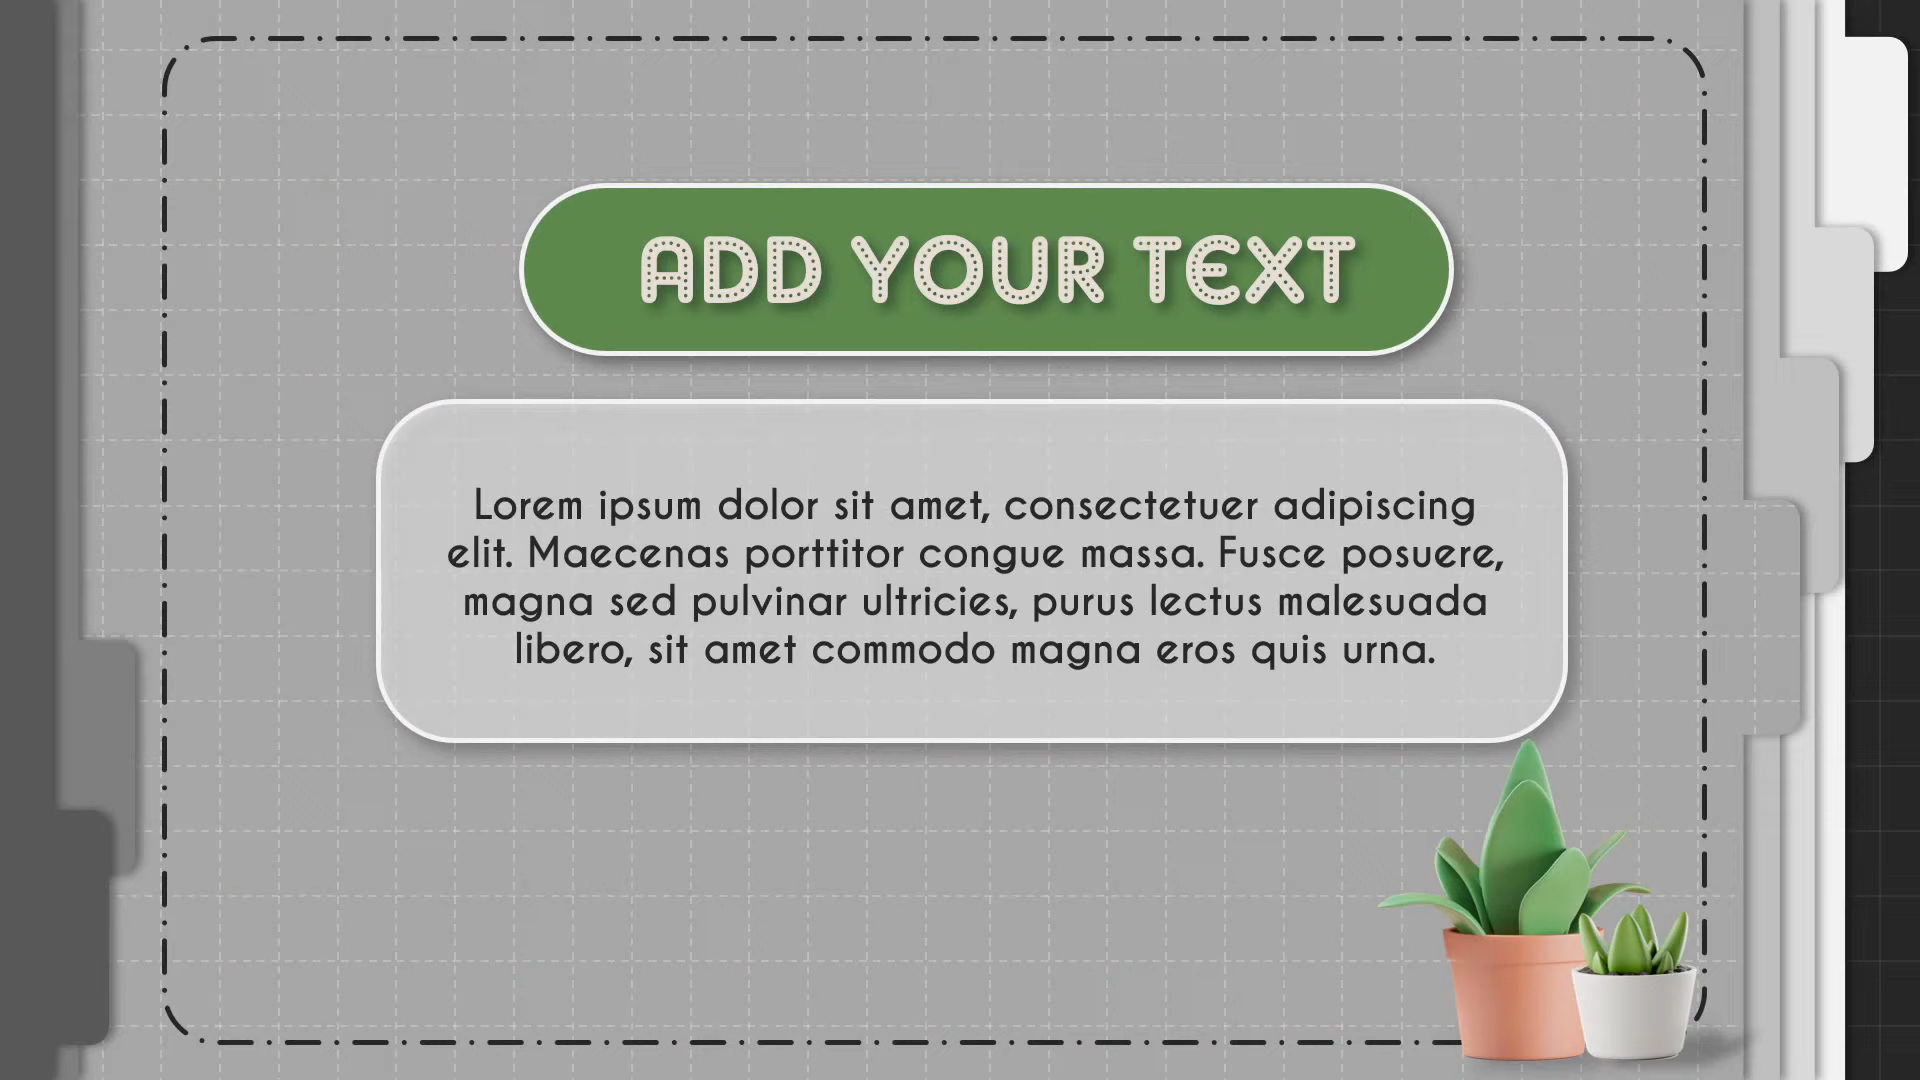 ADD YOUR TEXT
Lorem ipsum dolor sit amet, consectetuer adipiscing
elit. Maecenas porttitor congue massa. Fusce posuere,
magna sed pulvinar ultricies, purus lectus malesuada
libero, sit amet commodo magna eros quis urna.